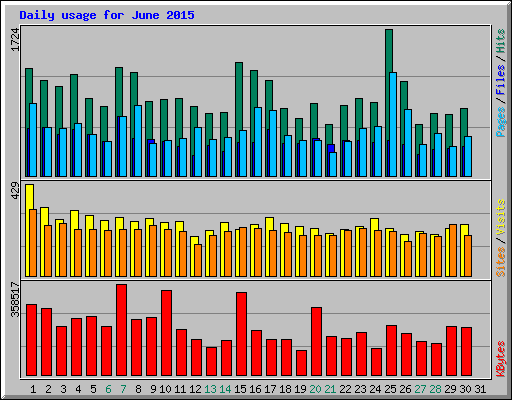 Daily usage for June 2015
1724
429
358517
Pages / Files / Hits
Sites / Visits
KBytes
1 2 3 4 5 6 7 8 9 10 11 12 13 14 15 16 17 18 19 20 21 22 23 24 25 26 27 28 29 30 31